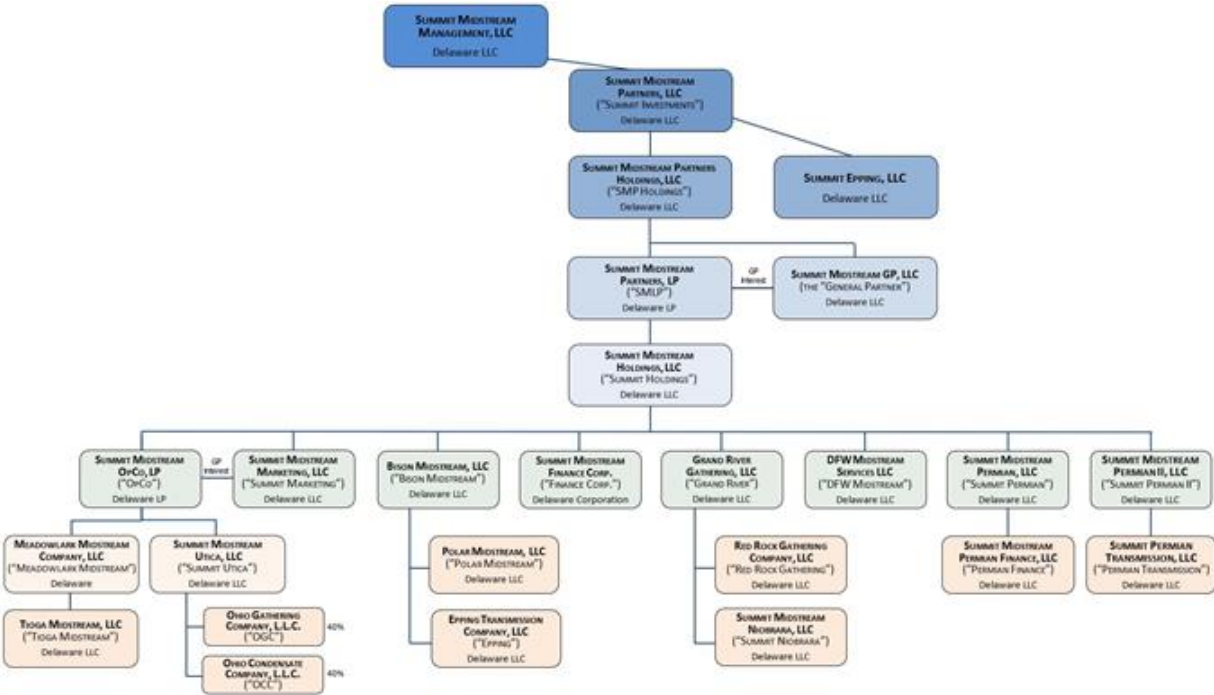 SUMMIT MIDSTREAM
MANAGEMENT, LLC
Delaware LLC
SUMMIT MIDSTREAM
PARTNERS, LLC
("SUMMIT INVESTMENTS")
Delaware LLC
SUMMIT MIDSTREAM PARTNERS
HOLDINGS, LLC
("SMP HOLDINGS")
Delaware LLC
SUMMIT EPPING, LLC
Delaware LLC
SUMMIT MIDSTREAM
PARTNERS, LP
("SMLP")
Delaware LP
GP
Interest
SUMMIT MIDSTREAM GP, LLC
(THE "GENERAL PARTNER")
Delaware LLC
SUMMIT MIDSTREAM
HOLDINGS, LLC
("SUMMIT HOLDINGS")
Delaware LLC
SUMMIT MIDSTREAM
OPCO, LP
("OPCO")
Delaware LP
GP
Interest
SUMMIT MIDSTREAM
MARKETING, LLC
("SUMMIT MARKETING")
Delaware LLC
BISON MIDSTREAM, LLC
("BISON MIDSTREAM")
Delaware LLC
SUMMIT MIDSTREAM
FINANCE CORP.
("FINANCE CORP.")
Delaware Corporation
GRAND RIVER
GATHERING, LLC
("GRAND RIVER")
Delaware LLC
DFW MIDSTREAM
SERVICES LLC
("DFW MIDSTREAM")
Delaware LLC
SUMMIT MIDSTREAM
PERMIAN, LLC
("SUMMIT PERMIAN")
Delaware LLC
SUMMIT MIDSTREAM
PERMIAN II, LLC
("SUMMIT PERMIAN II")
Delaware LLC
MEADOWLARK MIDSTREAM
COMPANY, LLC
("MEADOWLARK MIDSTREAM")
Delaware
SUMMIT MIDSTREAM
UTICA, LLC
("SUMMIT UTICA")
Delaware LLC
POLAR MIDSTREAM, LLC
("POLAR MIDSTREAM")
Delaware LLC
RED ROCK GATHERING
COMPANY, LLC
("RED ROCK GATHERING")
Delaware LLC
SUMMIT MIDSTREAM
PERMIAN FINANCE, LLC
("PERMIAN FINANCE")
Delaware LLC
SUMMIT PERMIAN
TRANSMISSION, LLC
("PERMIAN TRANSMISSION")
Delaware LLC
TIOGA MIDSTREAM, LLC
("TIOGA MIDSTREAM")
Delaware LLC
OHIO GATHERING
COMPANY, L.L.C.
("OGC")
40%
OHIO CONDENSATE
COMPANY, L.L.C.
("OCC")
40%
EPPING TRANSMISSION
COMPANY, LLC
("EPPING")
Delaware LLC
SUMMIT MIDSTREAM
NIOBRARA, LLC
("SUMMIT NIOBRARA")
Delaware LLC